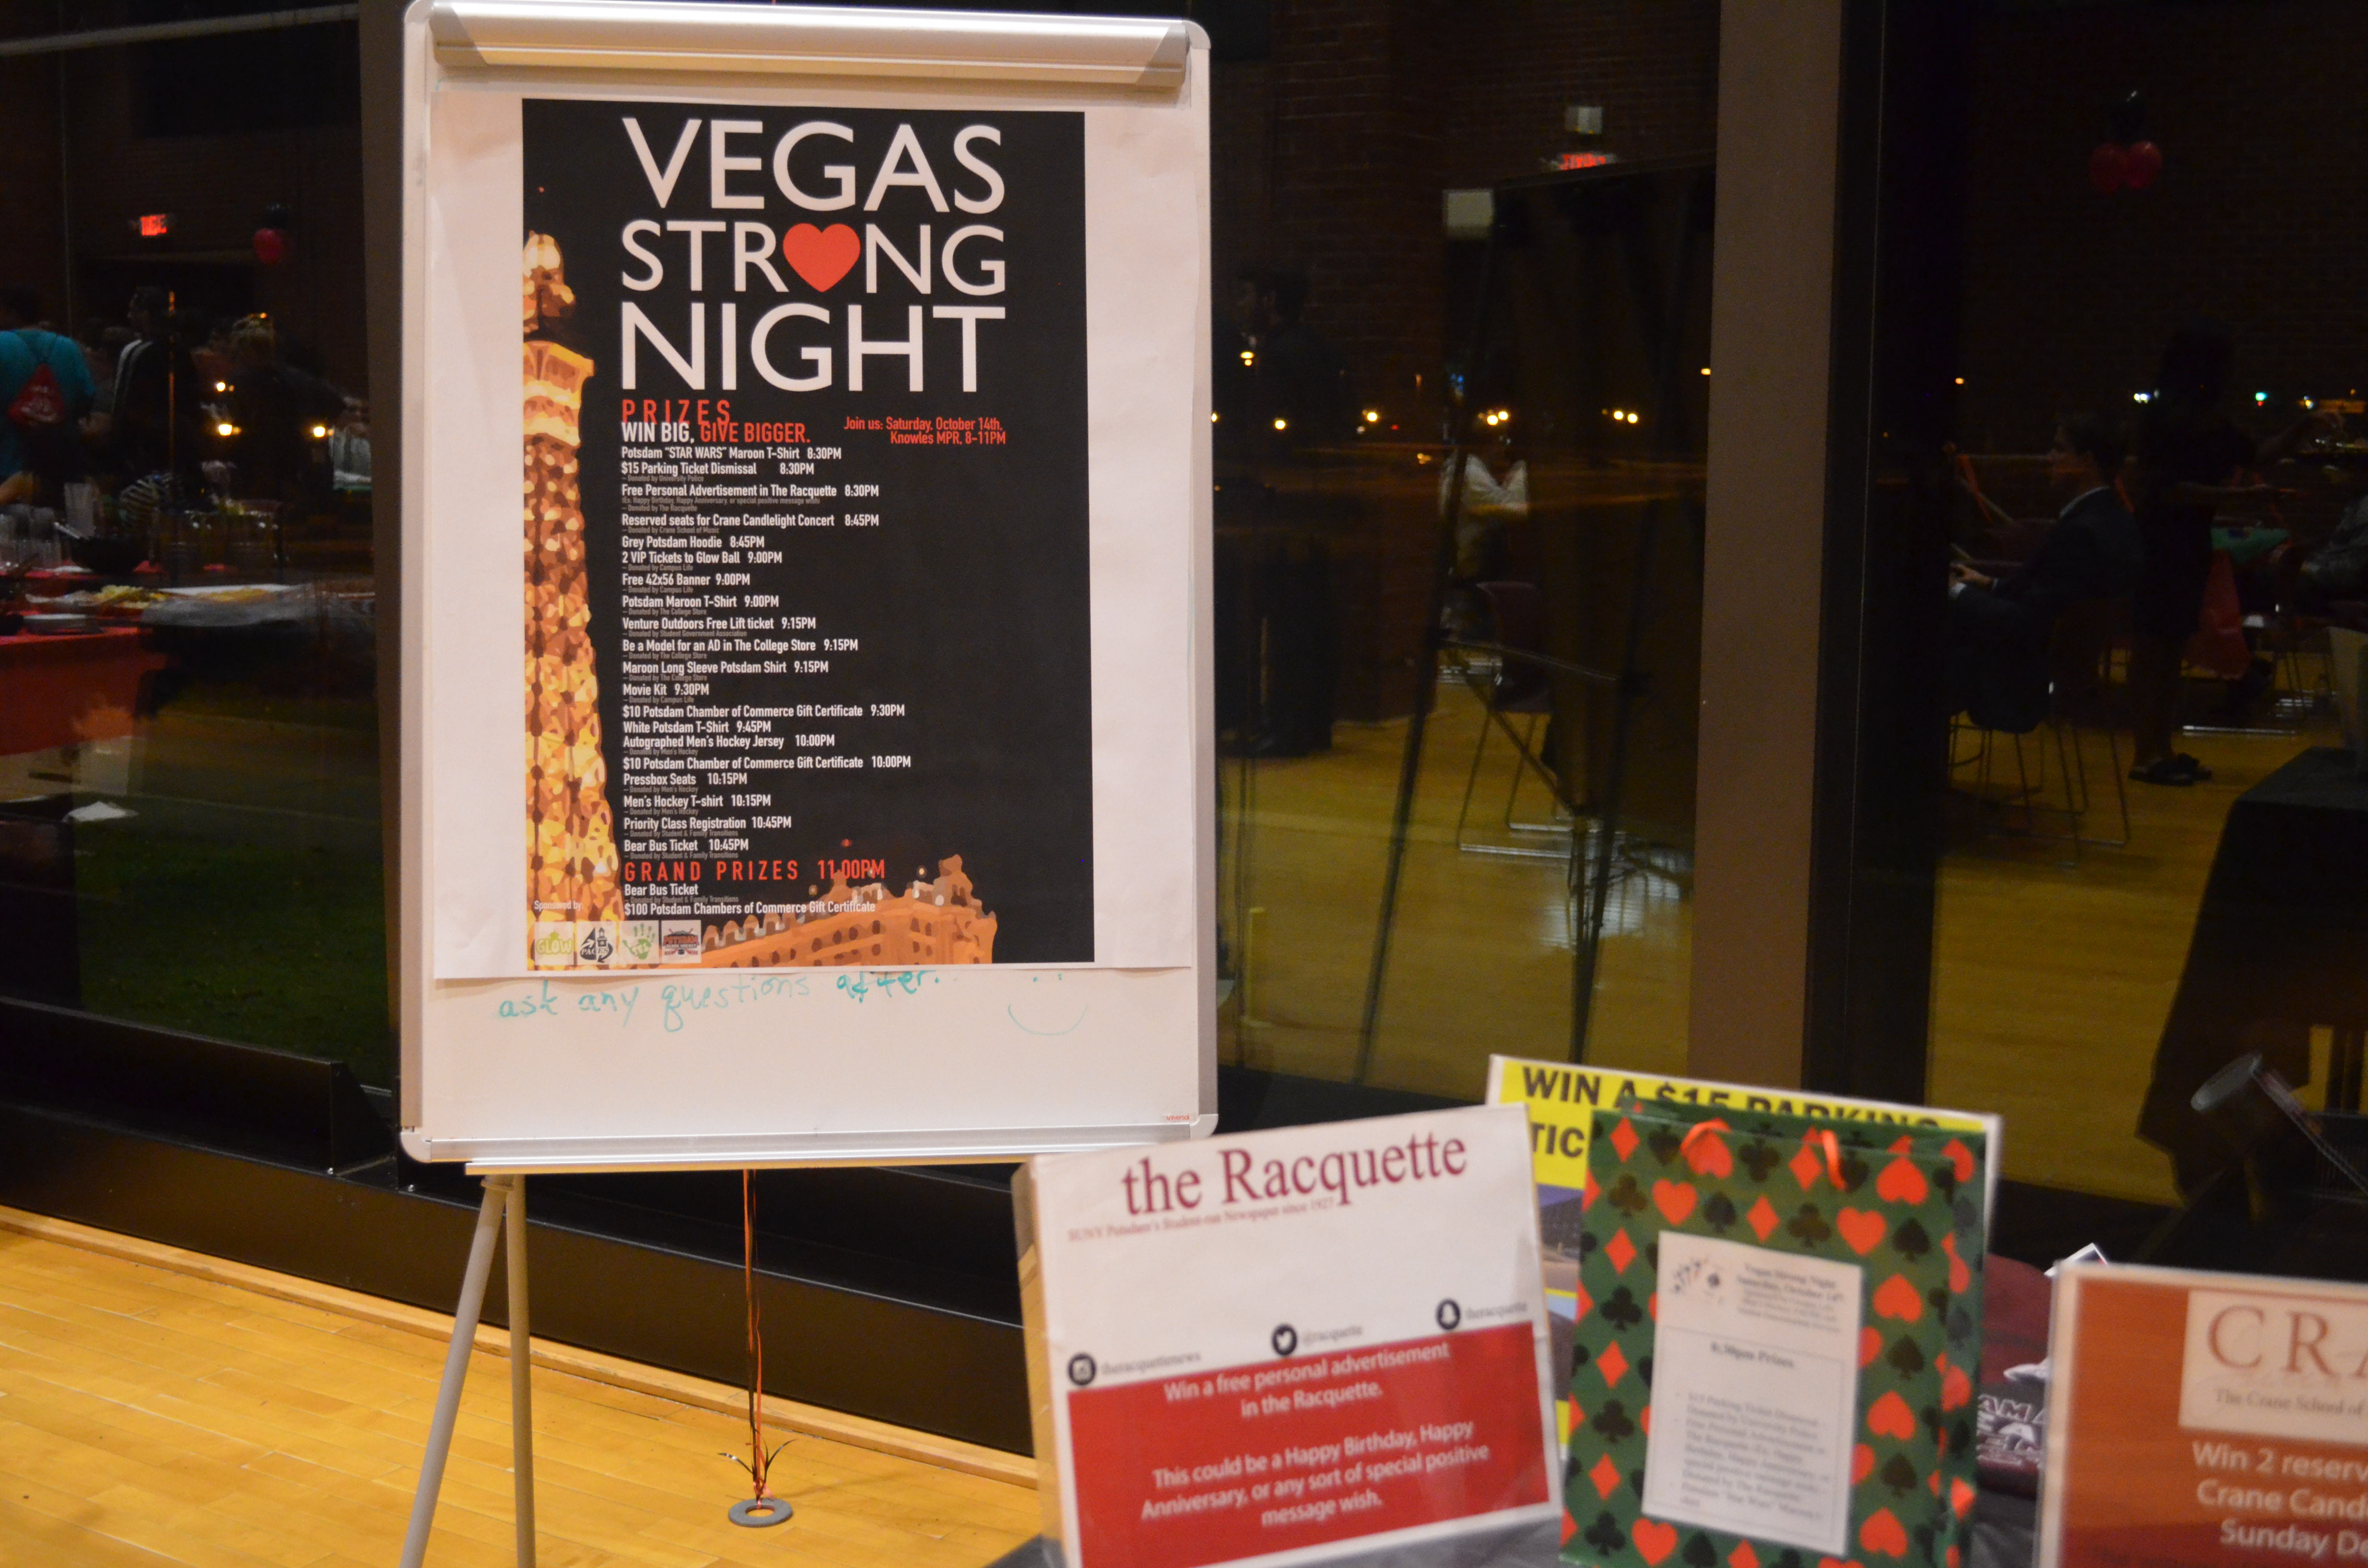 VEGAS
STR NG
NIGHT
PRIZES
WIN BIG, GIVE BIGGER.
Join us: Saturday, October 14th,
Knowles MPR, 8-11PM
Potsdam "STAR WARS" Maroon T-Shirt 8:30PM
$15 Parking Ticket Dismissal 8:30PM
– Donated by University Police
Free Personal Advertisement in The Racquette 8:30PM
– Donated by The Racquette
Reserved seats for Crane Candlelight Concert 8:45PM
– Donated by Crane School of Music
Grey Potsdam Hoodie 8:45PM
2 VIP Tickets to Glow Ball 9:00PM
– Donated by Campus Life
Free 42x56 Banner 9:00PM
– Donated by Campus Life
Potsdam Maroon T-Shirt 9:00PM
– Donated by The College Store
Venture Outdoors Free Lift ticket 9:15PM
– Donated by Student Government Association
Be a Model for an AD in The College Store 9:15PM
– Donated by The College Store
Maroon Long Sleeve Potsdam Shirt 9:15PM
– Donated by The College Store
Movie Kit 9:30PM
– Donated by Campus Life
$10 Potsdam Chamber of Commerce Gift Certificate 9:30PM
White Potsdam T-Shirt 9:45PM
Autographed Men's Hockey Jersey 10:00PM
– Donated by Men's Hockey
$10 Potsdam Chamber of Commerce Gift Certificate 10:00PM
Pressbox Seats 10:15PM
– Donated by Men's Hockey
Men's Hockey T-shirt 10:15PM
– Donated by Men's Hockey
Priority Class Registration 10:45PM
– Donated by Student & Family Transitions
Bear Bus Ticket 10:45PM
– Donated by Student & Family Transitions
GRAND PRIZES 11:00PM
Bear Bus Ticket
– Donated by Student & Family Transitions
$100 Potsdam Chambers of Commerce Gift Certificate
Sponsored by:
GLOW
ask any questions after.
the Racquette
SUNY Potsdam's Student-run Newspaper since 1927
theracquettenews
@racquette
theracquette
Win a free personal advertisement
in the Racquette.
This could be a Happy Birthday, Happy
Anniversary, or any sort of special positive
message wish.
WIN A $15 PARKING
TIC
Vegas Strong Night
Saturday, October 14th
8:30pm Prizes
CRA
The Crane School of
Win 2 reserv
Crane Cand
Sunday De